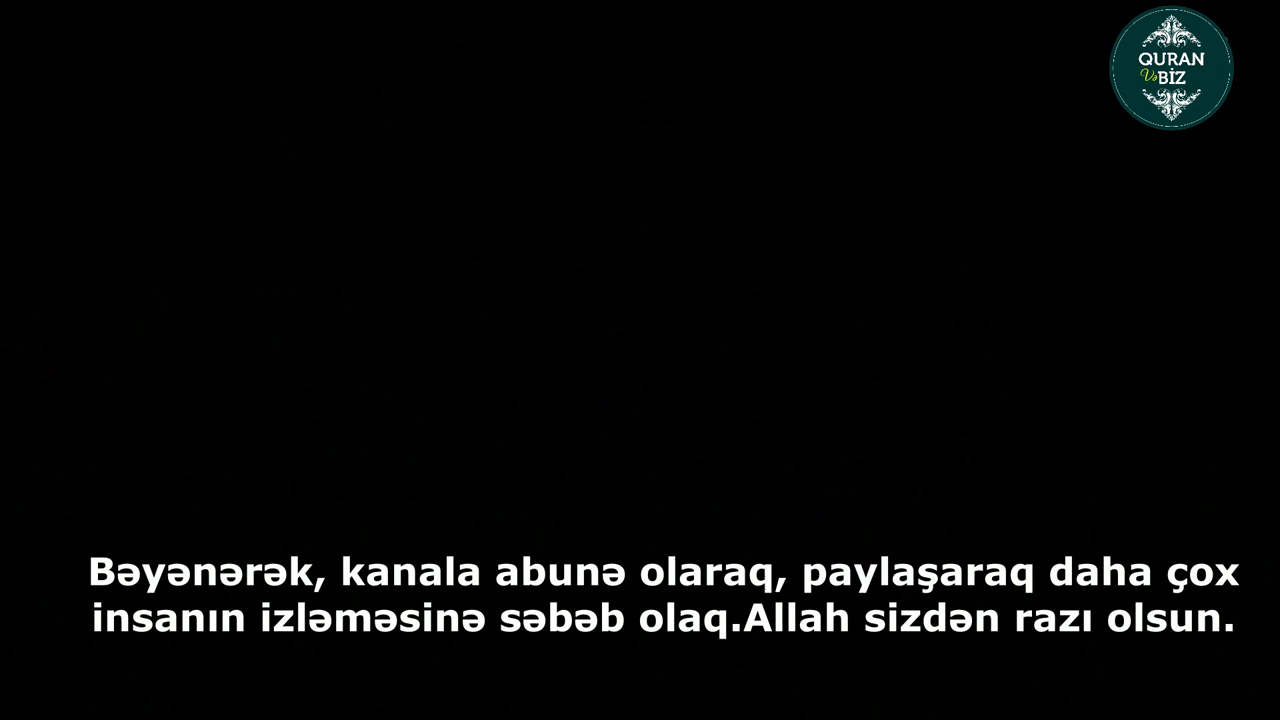 QURAN
Və BİZ
Bəyənərək, kanala abunə olaraq, paylaşaraq daha çox
insanın izləməsinə səbəb olaq.Allah sizdən razı olsun.